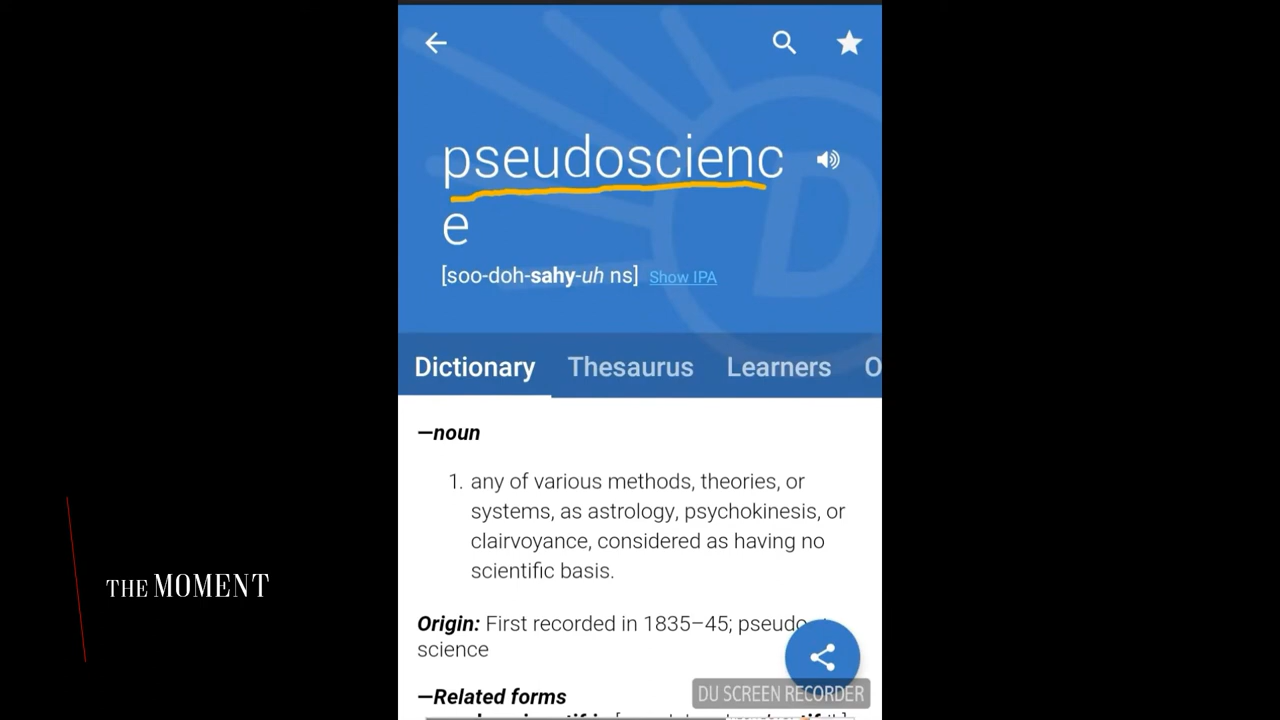 pseudoscienc
e
[soo-doh-sahy-uh ns] Show IPA
Dictionary Thesaurus Learners O
—noun
1. any of various methods, theories, or
systems, as astrology, psychokinesis, or
clairvoyance, considered as having no
scientific basis.
THE MOMENT
Origin: First recorded in 1835–45; pseudo-
science
—Related forms
DU SCREEN RECORDER